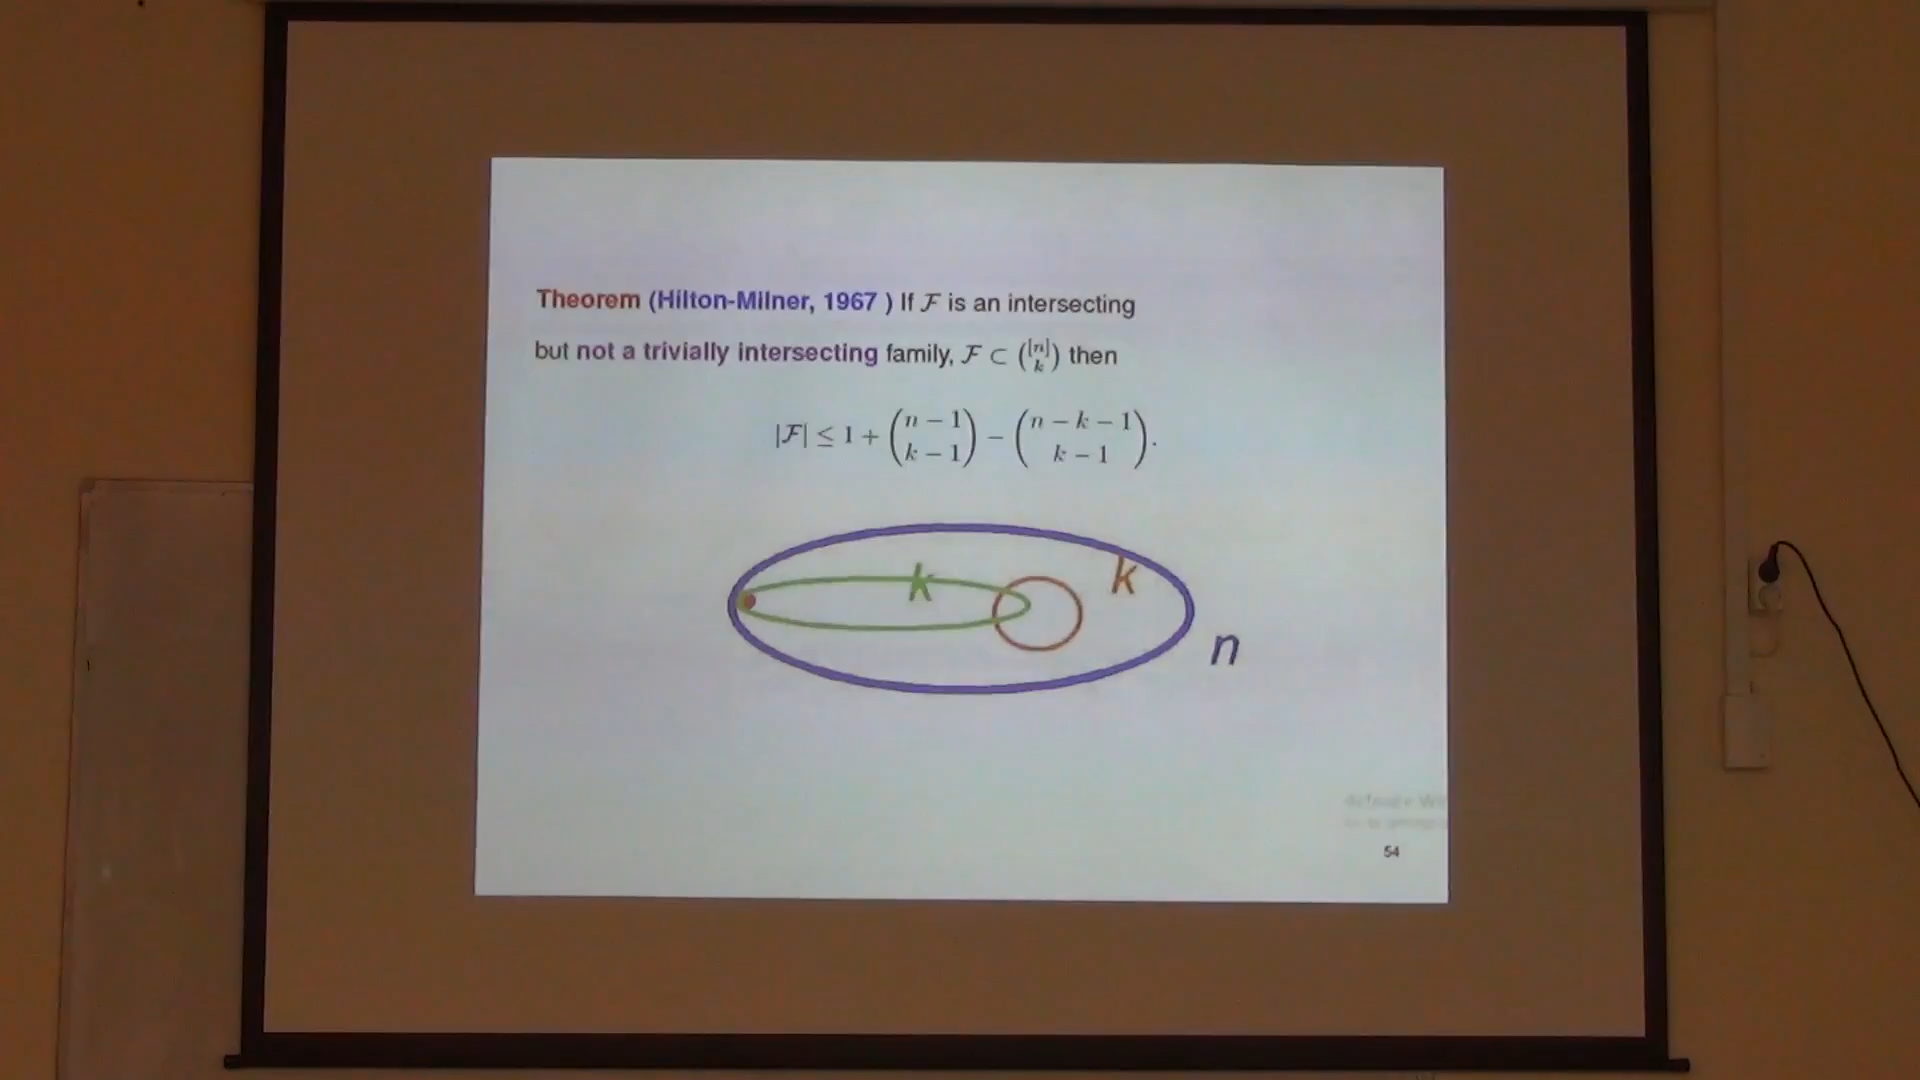 Theorem (Hilton-Milner, 1967 ) If ℱ is an intersecting
but not a trivially intersecting family, ℱ ⊂ ([n] k) then
|ℱ| ≤ 1 + (n − 1 k − 1) − (n − k − 1 k − 1).
k
k
n
54